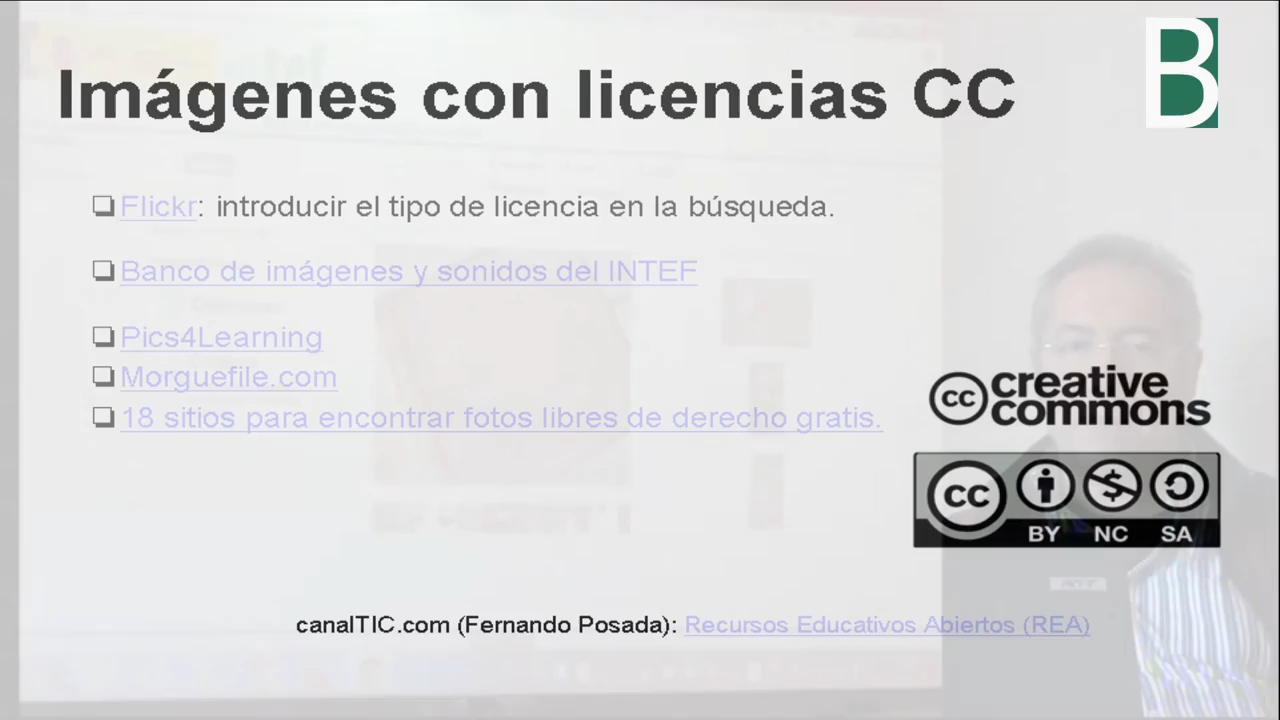 Imágenes con licencias CC
B
Flickr: introducir el tipo de licencia en la búsqueda.
Banco de imágenes y sonidos del INTEF
Pics4Learning
Morguefile.com
18 sitios para encontrar fotos libres de derecho gratis.
cc creative commons
cc BY NC SA
canalTIC.com (Fernando Posada): Recursos Educativos Abiertos (REA)